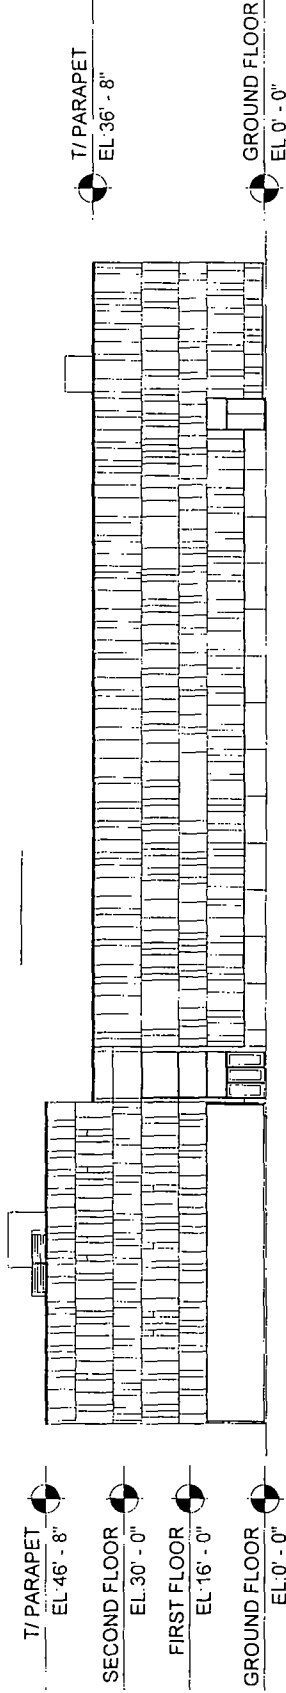 T/ PARAPET
EL 46' - 8"
SECOND FLOOR
EL 30' - 0"
FIRST FLOOR
EL 16' - 0"
GROUND FLOOR
EL 0' - 0"
T/ PARAPET
EL 36' - 8"
GROUND FLOOR
EL 0' - 0"